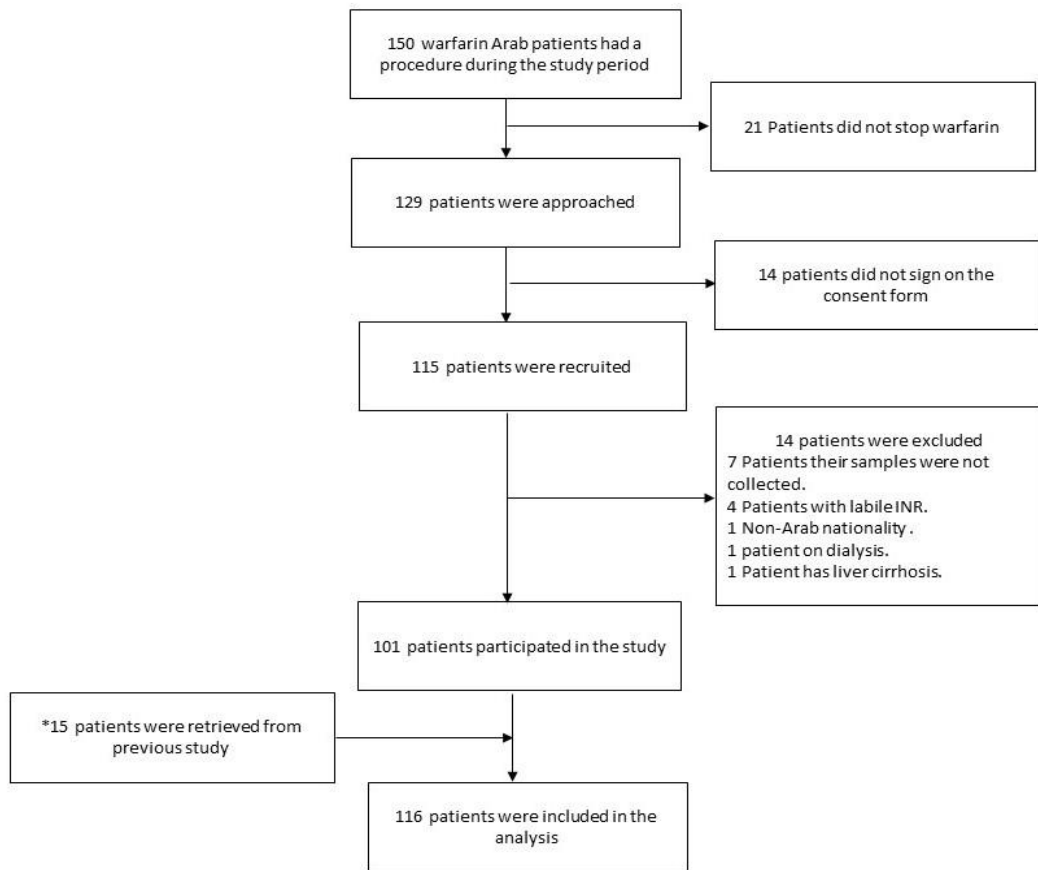 150 warfarin Arab patients had a
procedure during the study period
21 Patients did not stop warfarin
129 patients were approached
14 patients did not sign on the
consent form
115 patients were recruited
14 patients were excluded
7 Patients their samples were not
collected.
4 Patients with labile INR.
1 Non-Arab nationality .
1 patient on dialysis.
1 Patient has liver cirrhosis.
101 patients participated in the study
*15 patients were retrieved from
previous study
116 patients were included in the
analysis